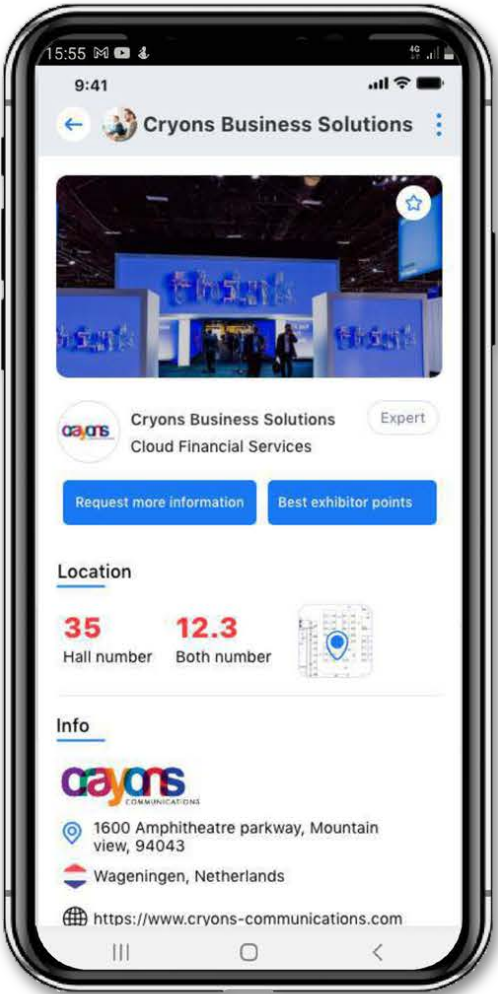 15:55
4G
9:41
Cryons Business Solutions
crayons
Cryons Business Solutions
Expert
Cloud Financial Services
Request more information
Best exhibitor points
Location
35
12.3
Hall number
Both number
Info
crayons
COMMUNICATIONS
1600 Amphitheatre parkway, Mountain
view, 94043
Wageningen, Netherlands
https://www.cryons-communications.com